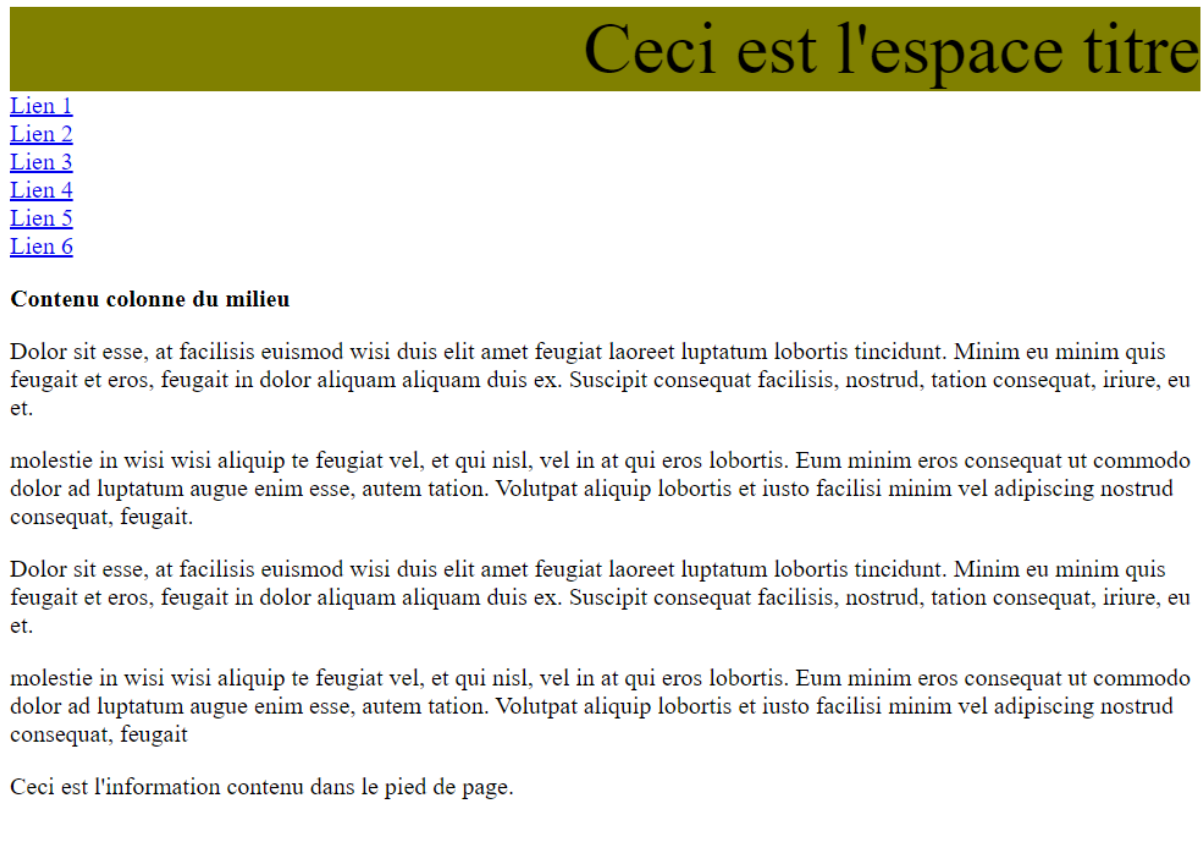 Ceci est l'espace titre
Lien 1
Lien 2
Lien 3
Lien 4
Lien 5
Lien 6
Contenu colonne du milieu
Dolor sit esse, at facilisis euismod wisi duis elit amet feugiat laoreet luptatum lobortis tincidunt. Minim eu minim quis
feugait et eros, feugait in dolor aliquam aliquam duis ex. Suscipit consequat facilisis, nostrud, tation consequat, iriure, eu
et.
molestie in wisi wisi aliquip te feugiat vel, et qui nisl, vel in at qui eros lobortis. Eum minim eros consequat ut commodo
dolor ad luptatum augue enim esse, autem tation. Volutpat aliquip lobortis et iusto facilisi minim vel adipiscing nostrud
consequat, feugait.
Dolor sit esse, at facilisis euismod wisi duis elit amet feugiat laoreet luptatum lobortis tincidunt. Minim eu minim quis
feugait et eros, feugait in dolor aliquam aliquam duis ex. Suscipit consequat facilisis, nostrud, tation consequat, iriure, eu
et.
molestie in wisi wisi aliquip te feugiat vel, et qui nisl, vel in at qui eros lobortis. Eum minim eros consequat ut commodo
dolor ad luptatum augue enim esse, autem tation. Volutpat aliquip lobortis et iusto facilisi minim vel adipiscing nostrud
consequat, feugait
Ceci est l'information contenu dans le pied de page.